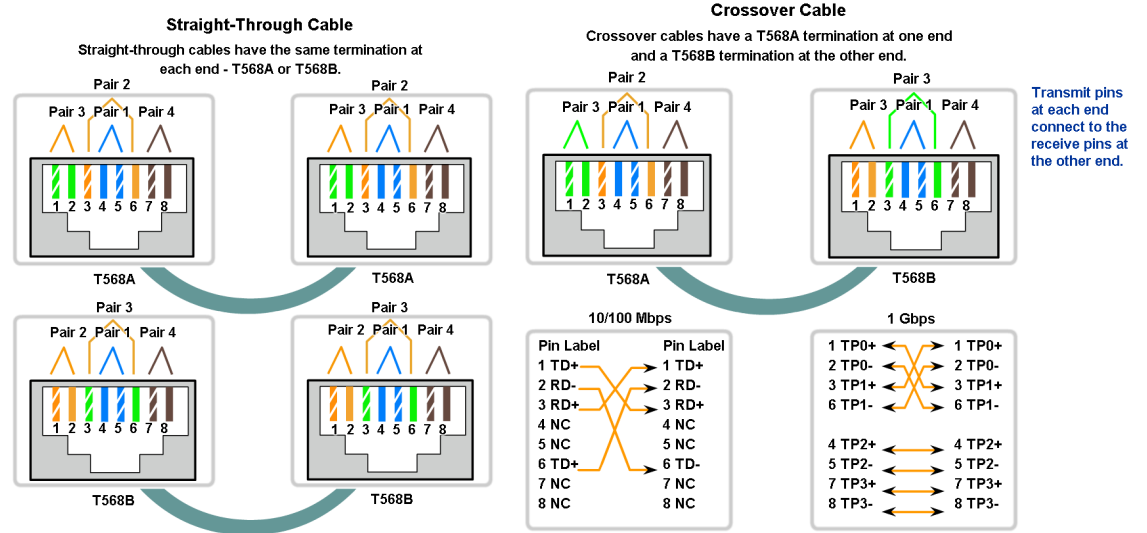 Straight-Through Cable
Straight-through cables have the same termination at
each end - T568A or T568B.
Pair 2
Pair 3 Pair 1 Pair 4
1 2 3 4 5 6 7 8
T568A
Pair 2
Pair 3 Pair 1 Pair 4
1 2 3 4 5 6 7 8
T568A
Pair 3
Pair 2 Pair 1 Pair 4
1 2 3 4 5 6 7 8
T568B
Pair 3
Pair 2 Pair 1 Pair 4
1 2 3 4 5 6 7 8
T568B
Crossover Cable
Crossover cables have a T568A termination at one end
and a T568B termination at the other end.
Pair 2
Pair 3 Pair 1 Pair 4
1 2 3 4 5 6 7 8
T568A
Pair 3
Pair 3 Pair 1 Pair 4
1 2 3 4 5 6 7 8
T568B
Transmit pins
at each end
connect to the
receive pins at
the other end.
10/100 Mbps
Pin Label Pin Label
1 TD+ 1 TD+
2 RD- 2 RD-
3 RD+ 3 RD+
4 NC 4 NC
5 NC 5 NC
6 TD+ 6 TD-
7 NC 7 NC
8 NC 8 NC
1 Gbps
1 TP0+ 1 TP0+
2 TP0- 2 TP0-
3 TP1+ 3 TP1+
6 TP1- 6 TP1-
4 TP2+ 4 TP2+
5 TP2- 5 TP2-
7 TP3+ 7 TP3+
8 TP3- 8 TP3-